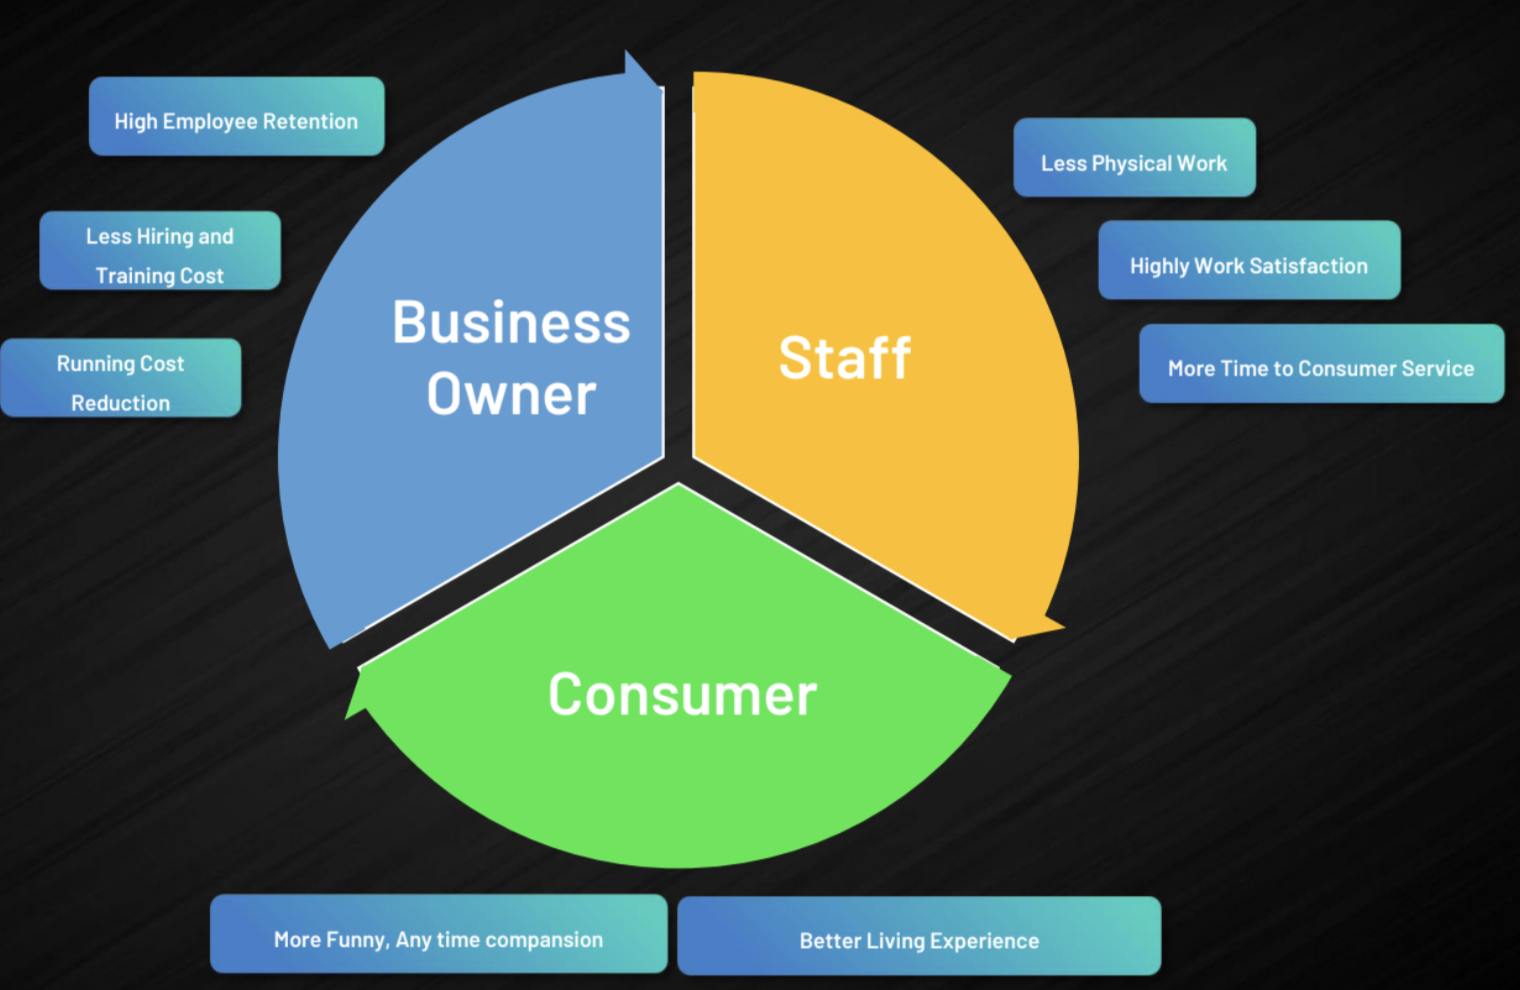 High Employee Retention
Less Hiring and
Training Cost
Running Cost
Reduction
Business
Owner
Staff
Less Physical Work
Highly Work Satisfaction
More Time to Consumer Service
Consumer
More Funny, Any time compansion
Better Living Experience